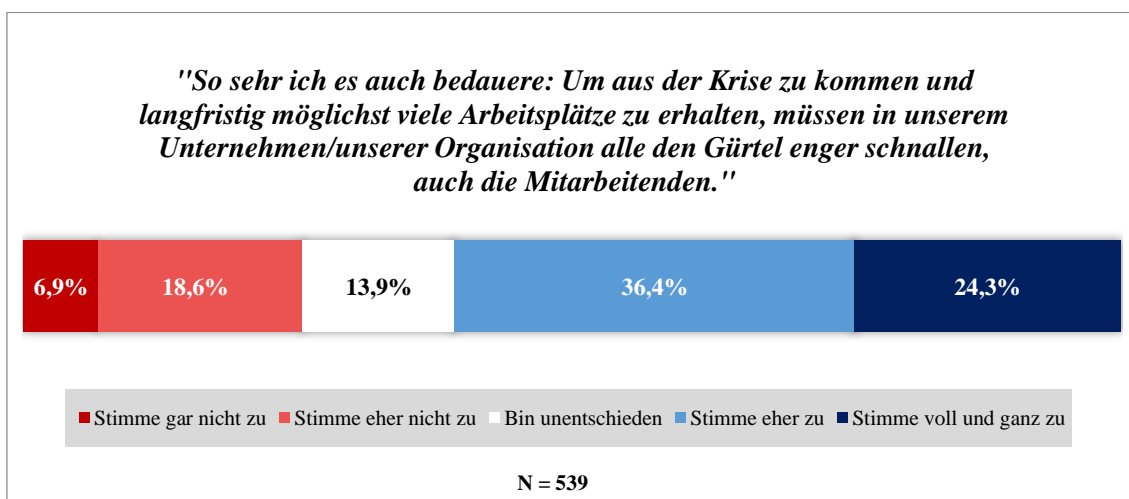 "So sehr ich es auch bedauere: Um aus der Krise zu kommen und
langfristig möglichst viele Arbeitsplätze zu erhalten, müssen in unserem
Unternehmen/unserer Organisation alle den Gürtel enger schnallen,
auch die Mitarbeitenden."
6,9% 18,6% 13,9% 36,4% 24,3%
Stimme gar nicht zu Stimme eher nicht zu Bin unentschieden Stimme eher zu Stimme voll und ganz zu
N = 539